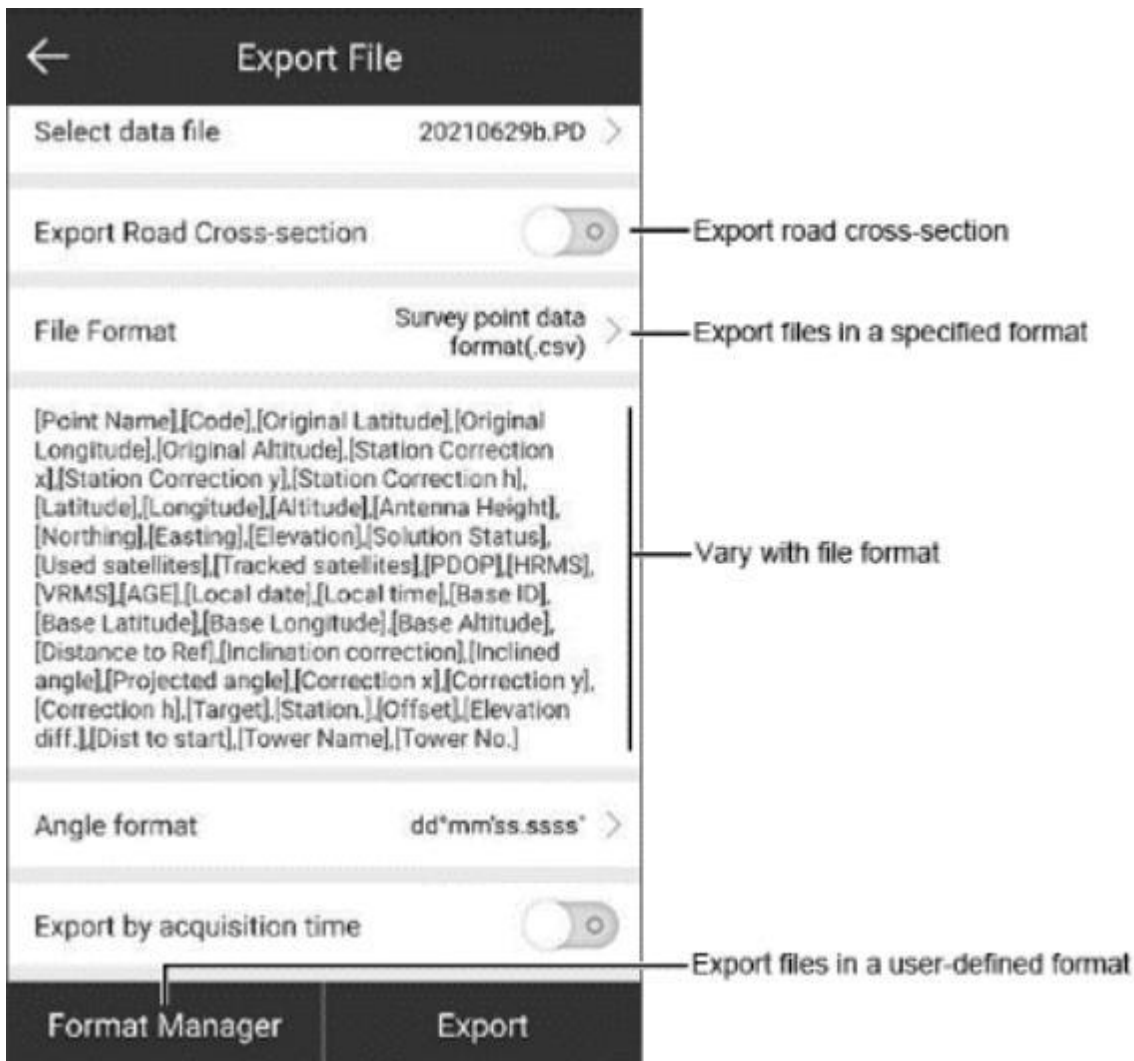 Export File
Select data file 20210629b.PD
Export Road Cross-section Export road cross-section
File Format Survey point data
format(.csv) Export files in a specified format
[Point Name],[Code],[Original Latitude],[Original
Longitude],[Original Altitude],[Station Correction
x],[Station Correction y],[Station Correction h],
[Latitude],[Longitude],[Altitude],[Antenna Height],
[Northing],[Easting],[Elevation],[Solution Status],
[Used satellites],[Tracked satellites],[PDOP],[HRMS],
[VRMS],[AGE],[Local date],[Local time],[Base ID],
[Base Latitude],[Base Longitude],[Base Altitude],
[Distance to Ref],[Inclination correction],[Inclined
angle],[Projected angle],[Correction x],[Correction y],
[Correction h],[Target],[Station.],[Offset],[Elevation
diff.],[Dist to start],[Tower Name],[Tower No.]
Vary with file format
Angle format dd°mm'ss.ssss"
Export by acquisition time
Export files in a user-defined format
Format Manager Export